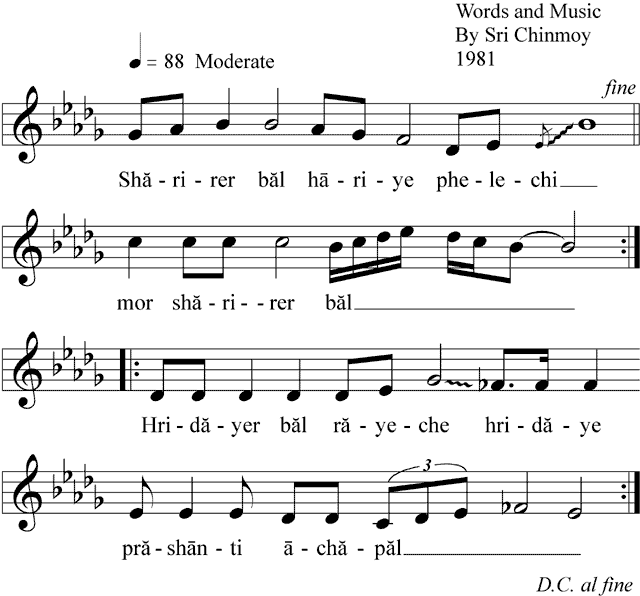 Words and Music
By Sri Chinmoy
1981
= 88 Moderate
fine
Shă - ri - rer băl hā - ri - ye phe - le - chi
mor shă - ri - - rer băl
Hri - dă - yer băl ră - ye - che hri - dă - ye
3
pră - shān - ti ā - chă - păl
D.C. al fine